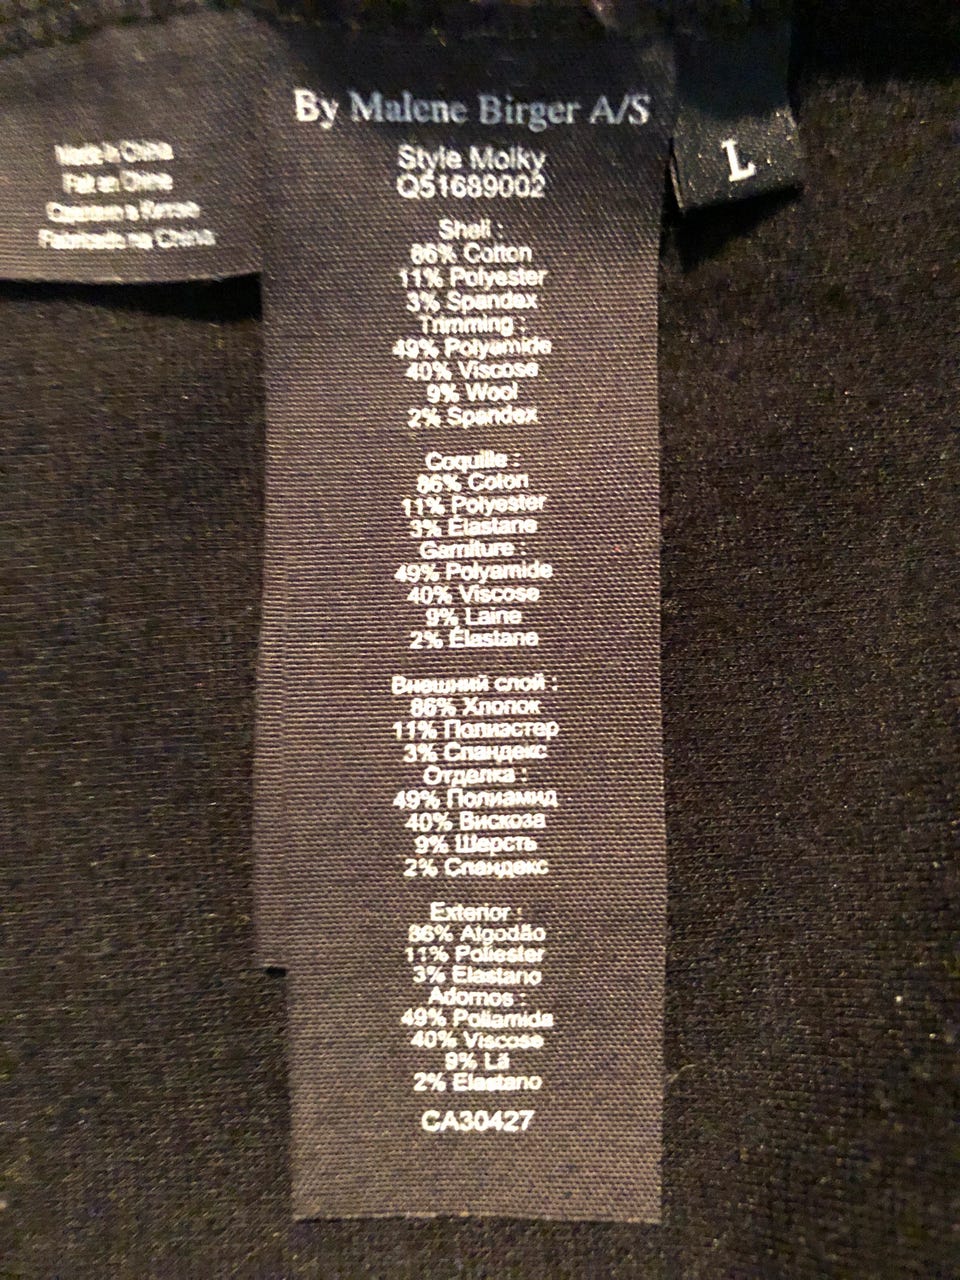 By Malene Birger A/S
Style Molky
Q51689002
L
Made in China
Fait en Chine
Сделано в Китае
Fabricado na China
Shell :
86% Cotton
11% Polyester
3% Spandex
Trimming :
49% Polyamide
40% Viscose
9% Wool
2% Spandex
Coquille :
86% Coton
11% Polyester
3% Élastane
Garniture :
49% Polyamide
40% Viscose
9% Laine
2% Élastane
Внешний слой :
86% Хлопок
11% Полиэстер
3% Спандекс
Отделка :
49% Полиамид
40% Вискоза
9% Шерсть
2% Спандекс
Exterior :
86% Algodão
11% Poliester
3% Elastano
Adornos :
49% Poliamida
40% Viscose
9% Lã
2% Elastano
CA30427